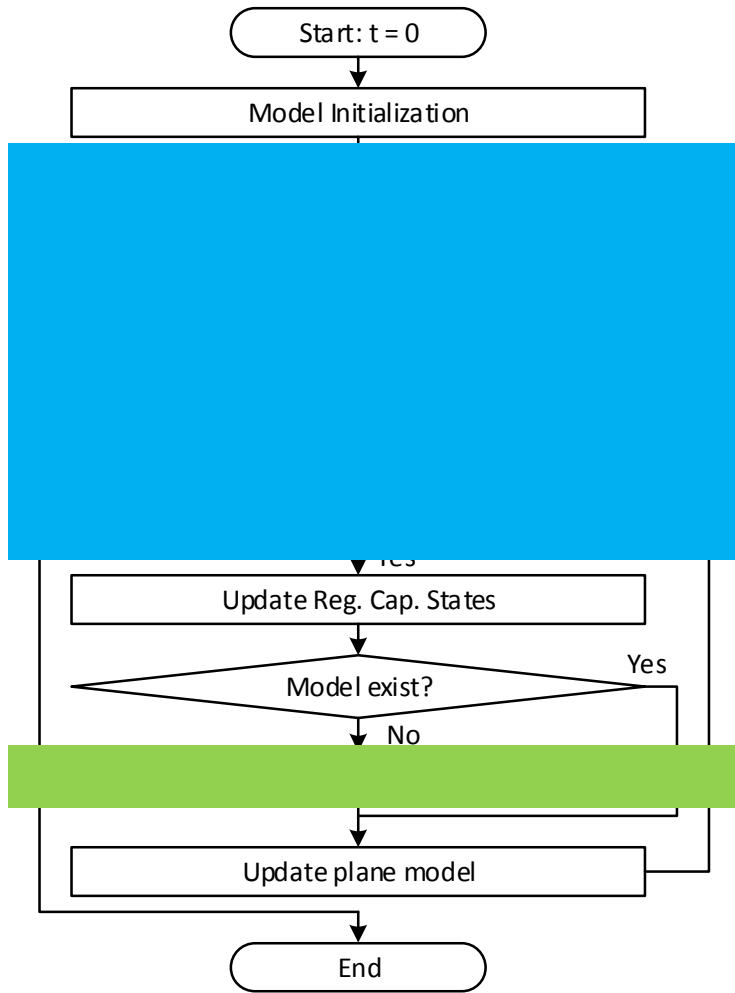 Start: t = 0
Model Initialization
Update Reg. Cap. States
Model exist?
Yes
No
Update plane model
End